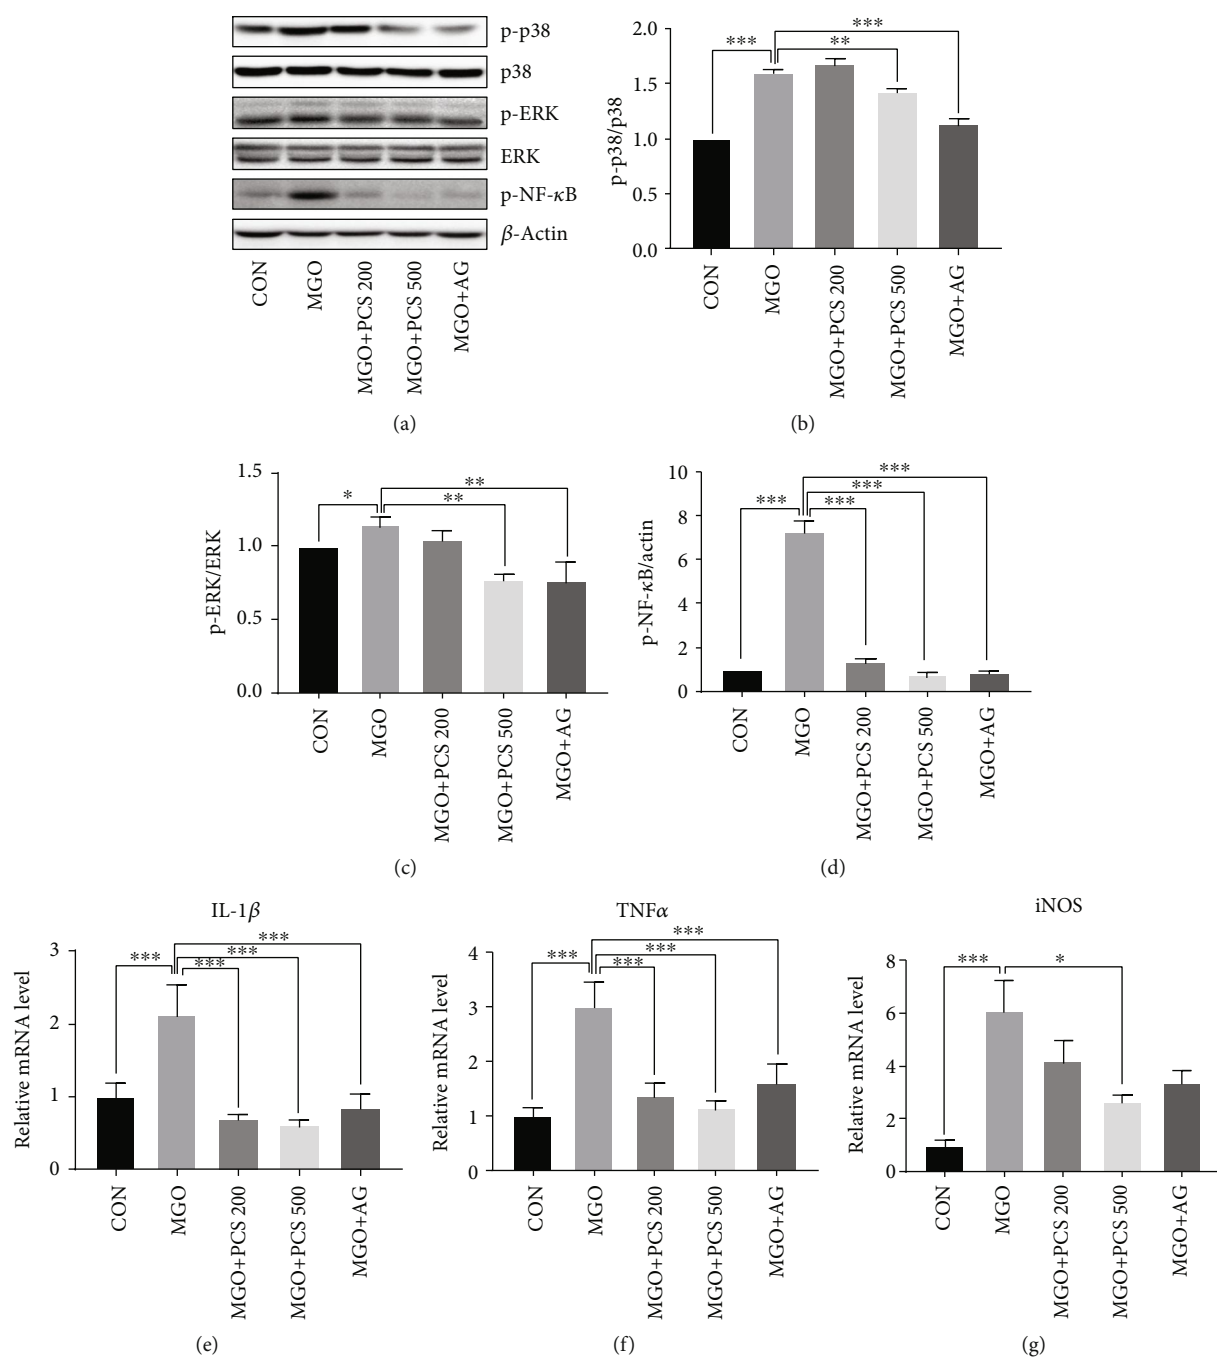 p-p38
p38
p-ERK
ERK
p-NF-κB
β-Actin
CON
MGO
MGO+PCS 200
MGO+PCS 500
MGO+AG
(a)
p-p38/p38
2.0
1.5
1.0
0.5
0.0
***
**
***
CON
MGO
MGO+PCS 200
MGO+PCS 500
MGO+AG
(b)
p-ERK/ERK
1.5
1.0
0.5
0.0
*
**
**
CON
MGO
MGO+PCS 200
MGO+PCS 500
MGO+AG
(c)
p-NF-κB/actin
10
8
6
4
2
0
***
***
***
***
CON
MGO
MGO+PCS 200
MGO+PCS 500
MGO+AG
(d)
IL-1β
Relative mRNA level
3
2
1
0
***
***
***
***
CON
MGO
MGO+PCS 200
MGO+PCS 500
MGO+AG
(e)
TNFα
Relative mRNA level
4
3
2
1
0
***
***
***
***
CON
MGO
MGO+PCS 200
MGO+PCS 500
MGO+AG
(f)
iNOS
Relative mRNA level
8
6
4
2
0
***
*
CON
MGO
MGO+PCS 200
MGO+PCS 500
MGO+AG
(g)